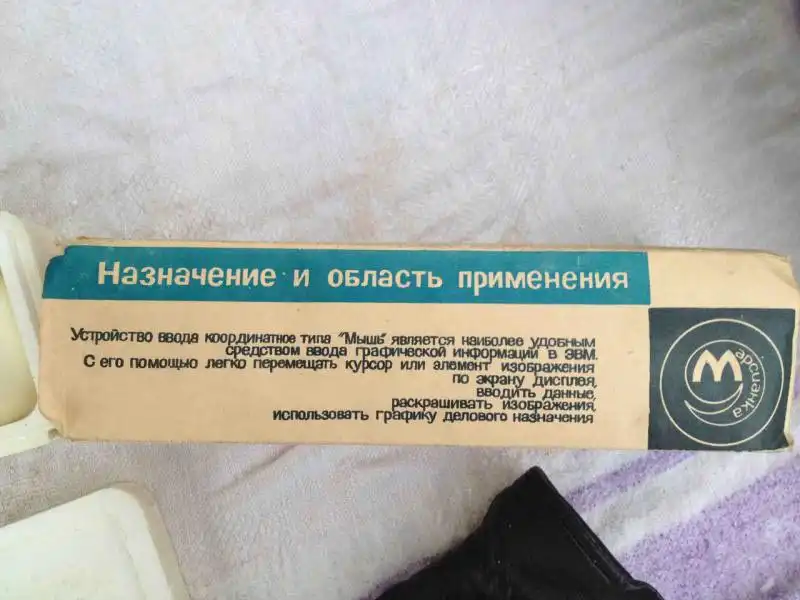 Назначение и область применения
Устройство ввода координатное типа "Мышь" является наиболее удобным
средством ввода графической информации в ЭВМ.
С его помощью легко перемещать курсор или элемент изображения
по экрану дисплея,
вводить данные,
раскрашивать изображения,
использовать графику делового назначения
Марсианка